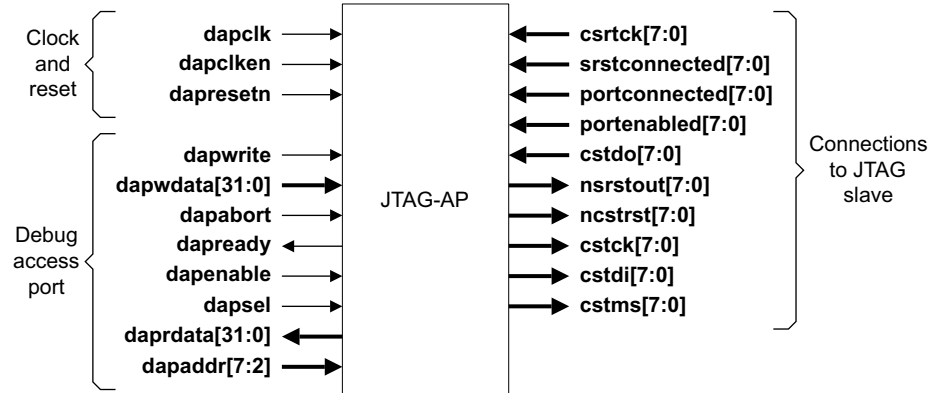 Clock
and
reset
dapclk
dapclken
dapresetn
Debug
access
port
dapwrite
dapwdata[31:0]
dapabort
dapready
dapenable
dapsel
daprdata[31:0]
dapaddr[7:2]
JTAG-AP
csrtck[7:0]
srstconnected[7:0]
portconnected[7:0]
portenabled[7:0]
cstdo[7:0]
nsrstout[7:0]
ncstrst[7:0]
cstck[7:0]
cstdi[7:0]
cstms[7:0]
Connections
to JTAG
slave